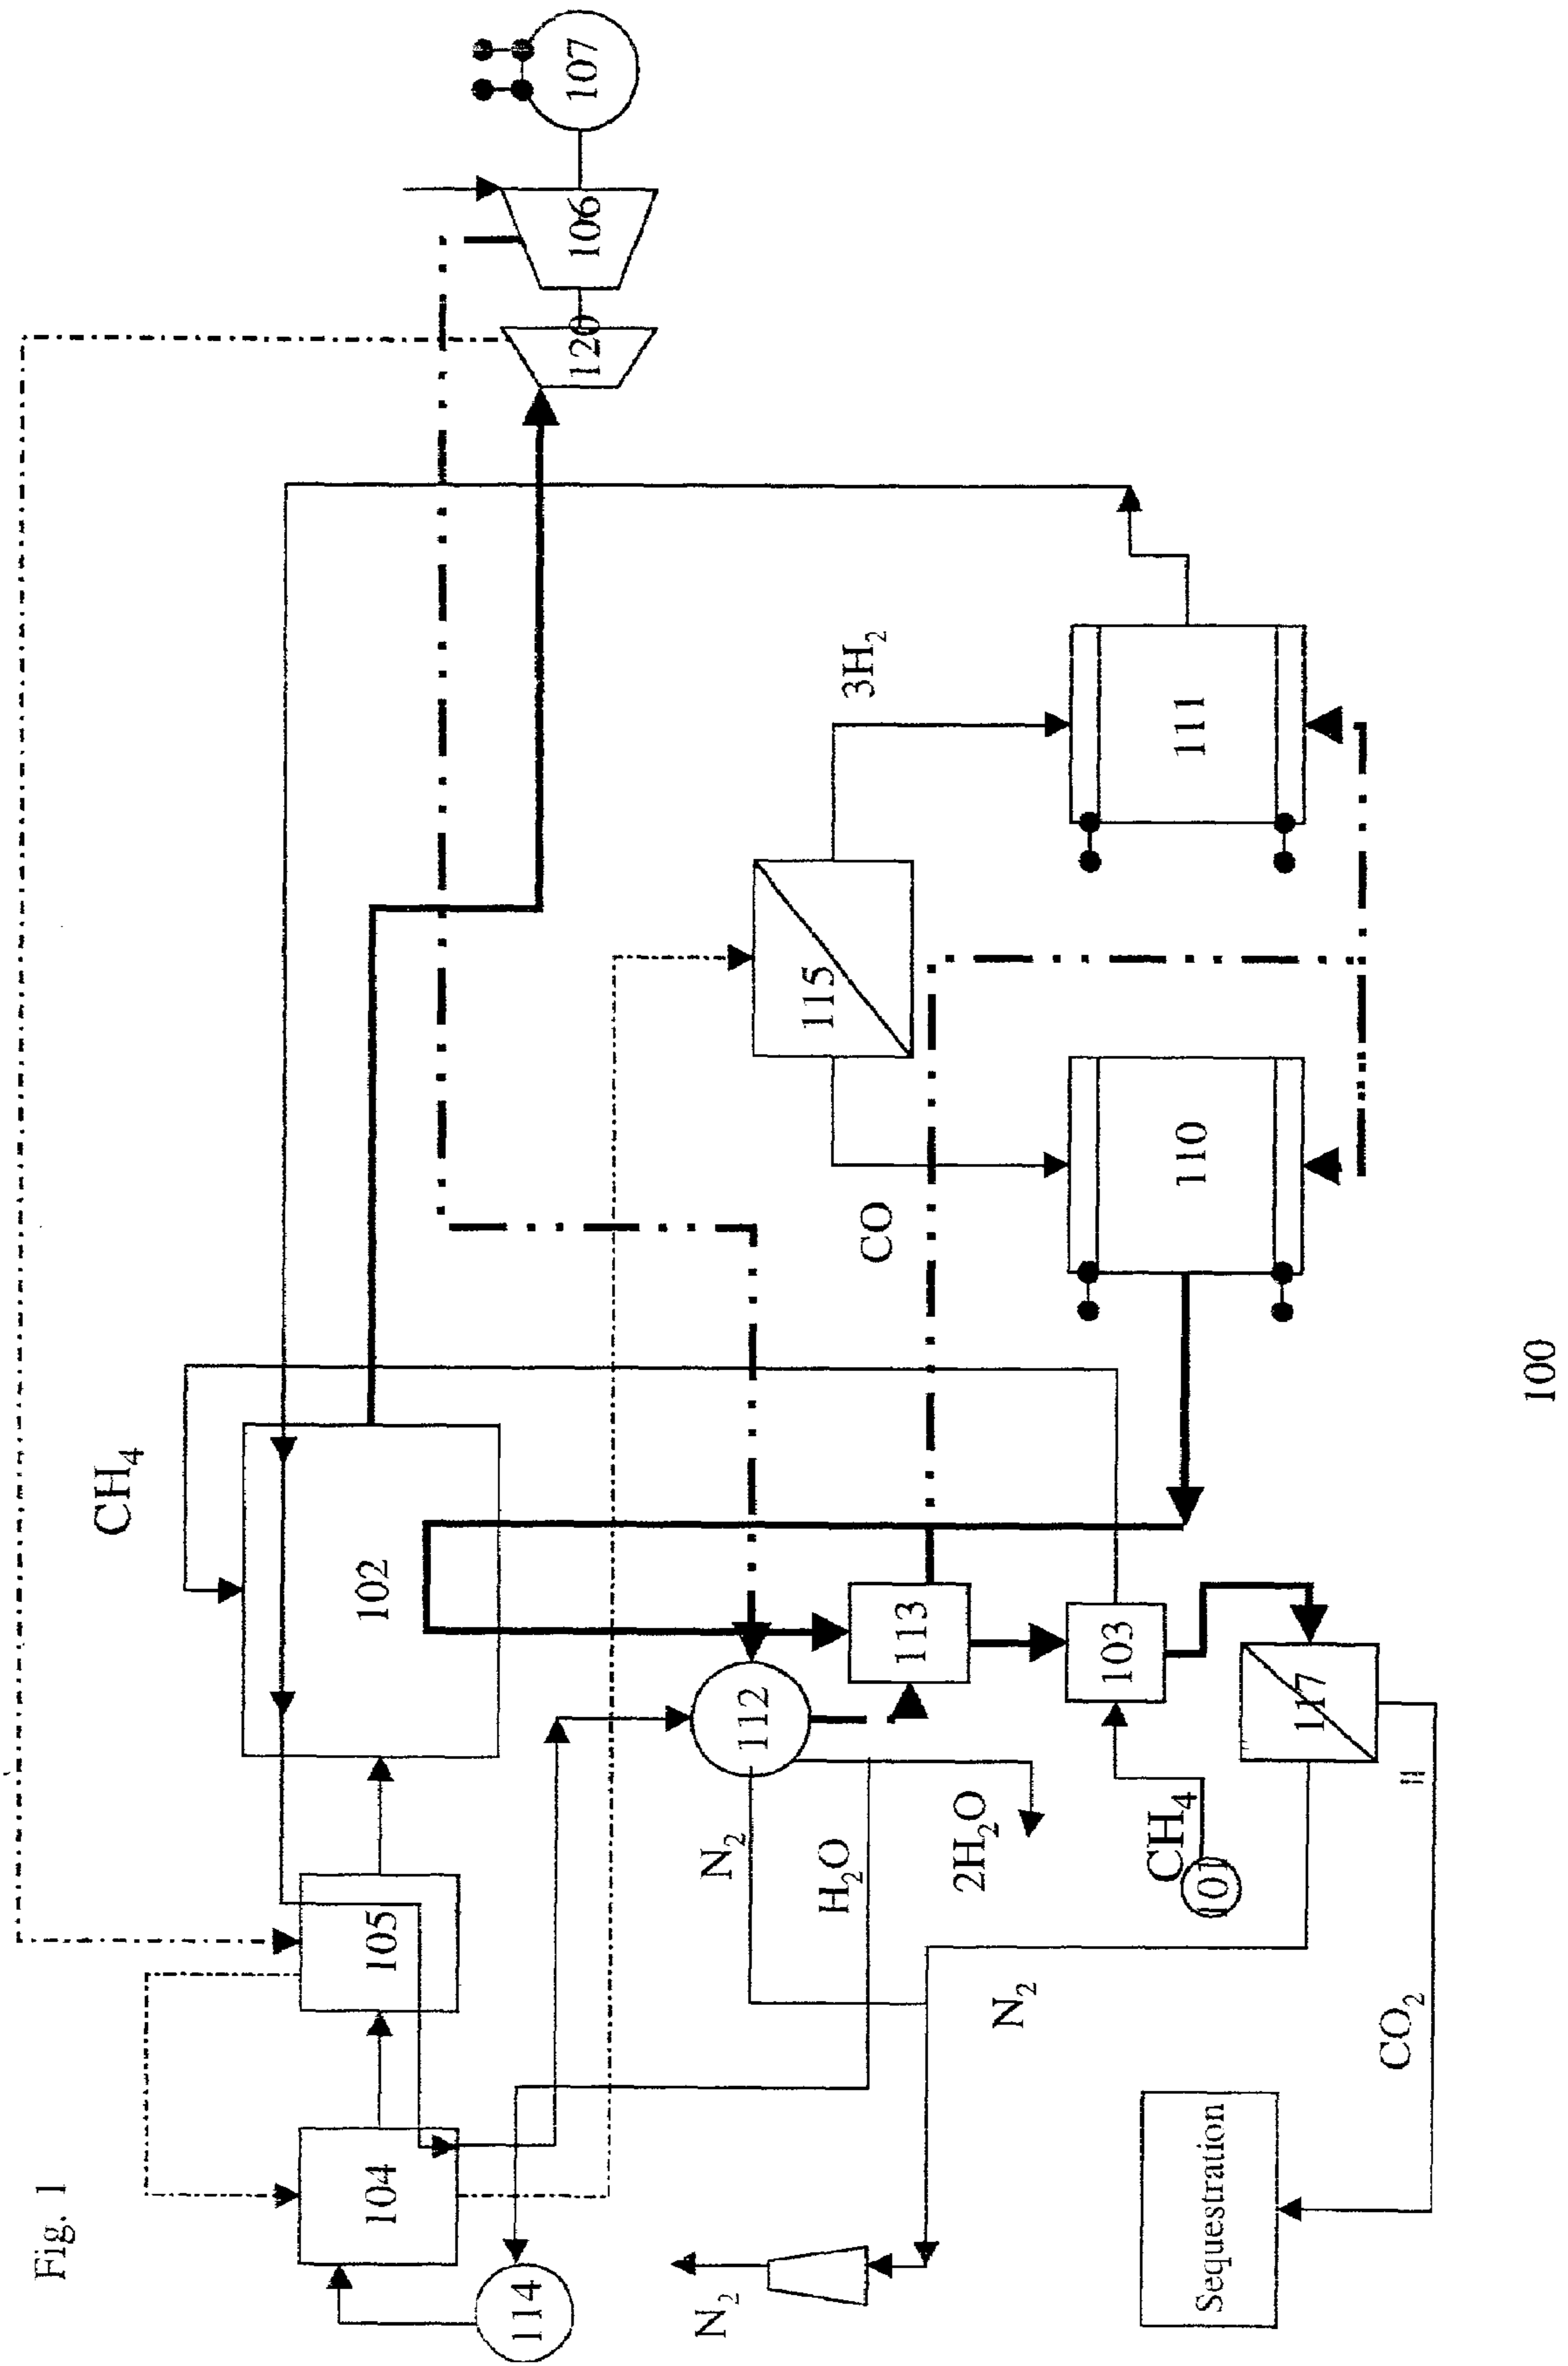 Fig. 1
114
104
105
102
CH₄
N₂
Sequestration
CO₂
N₂
H₂O
N₂
2H₂O
CH₄
101
112
113
103
117
CO
110
115
3H₂
111
120
106
107
100